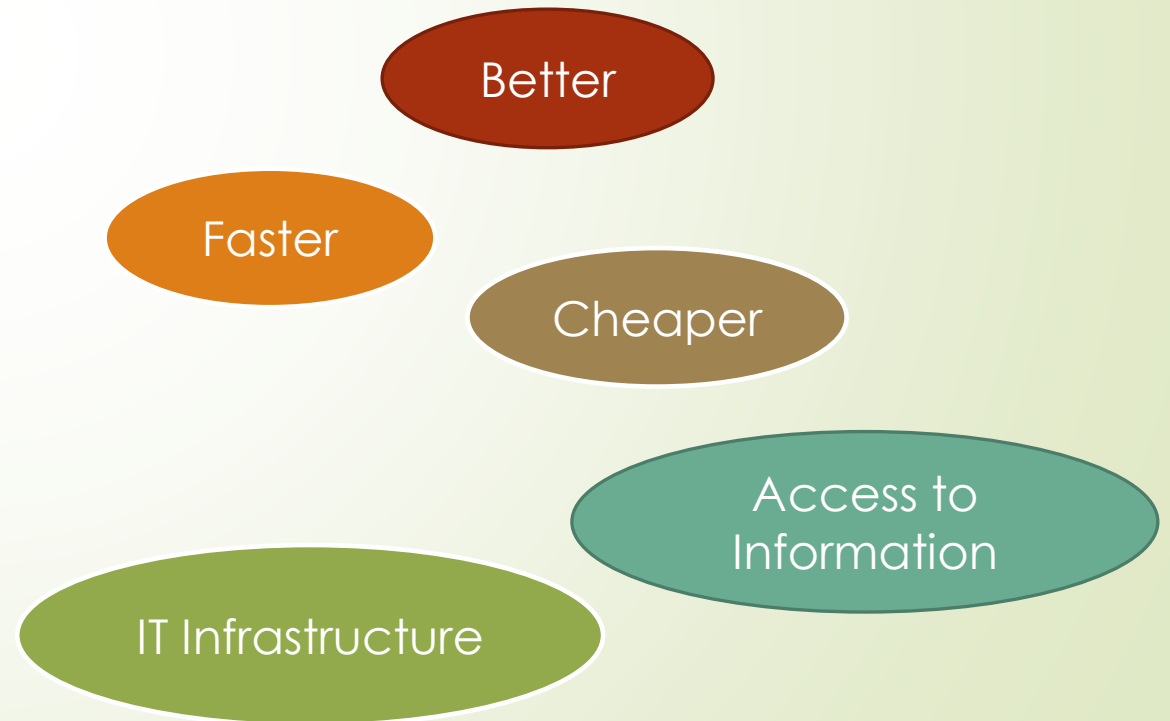 Better
Faster
Cheaper
Access to
Information
IT Infrastructure